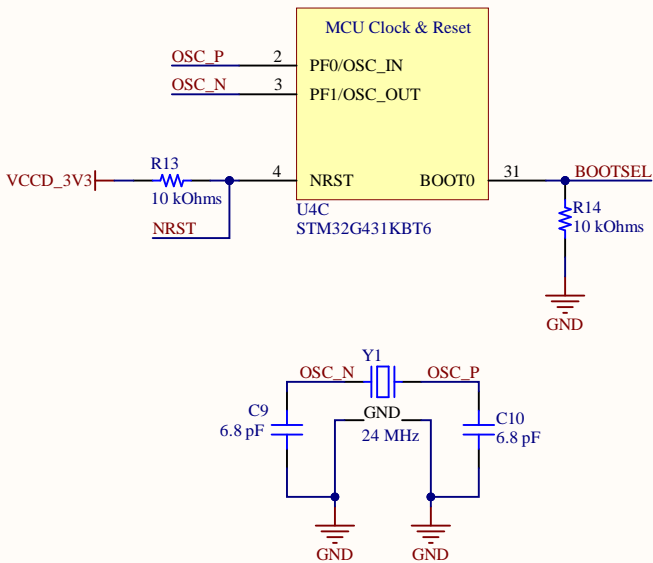 MCU Clock & Reset
OSC_P
2
PF0/OSC_IN
OSC_N
3
PF1/OSC_OUT
VCCD_3V3
R13
10 kOhms
4
NRST
BOOT0
31
BOOTSEL
NRST
U4C
STM32G431KBT6
R14
10 kOhms
GND
Y1
OSC_N
OSC_P
GND
24 MHz
C9
6.8 pF
C10
6.8 pF
GND
GND